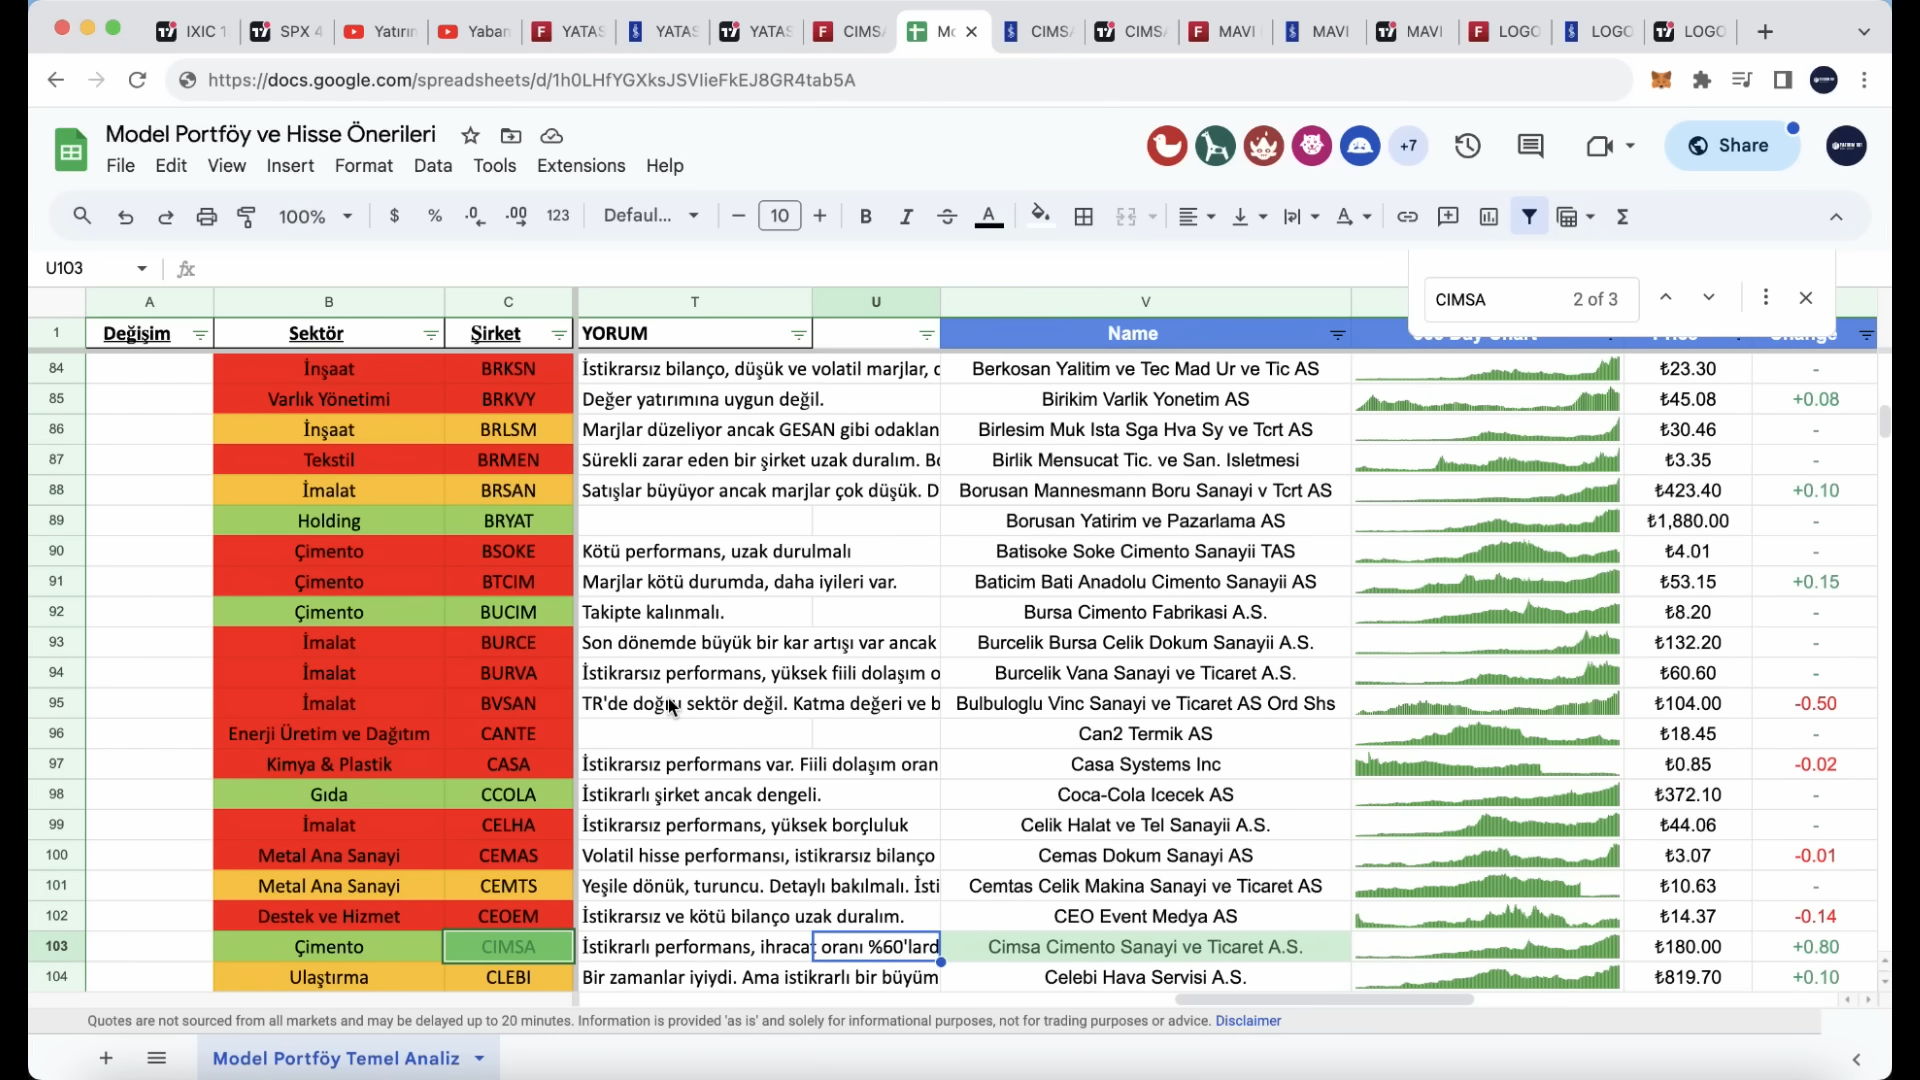 IXIC 1
SPX 4
Yatırın
Yaban
YATAS
YATAS
YATAS
CIMSA
Mo
CIMSA
CIMSA
MAVI
MAVI
MAVI
LOGO
LOGO
LOGO
https://docs.google.com/spreadsheets/d/1h0LHfYGXksJSVlieFkEJ8GR4tab5A
Model Portföy ve Hisse Önerileri
+7
Share
File Edit View Insert Format Data Tools Extensions Help
100% $ % .0 .00 123 Defaul... 10 B I A
U103 fx
CIMSA 2 of 3
A B C T U V
1 Değişim Sektör Şirket YORUM Name
84 İnşaat BRKSN İstikrarsız bilanço, düşük ve volatil marjlar, Berkosan Yalitim ve Tec Mad Ur ve Tic AS ₺23.30 -
85 Varlık Yönetimi BRKVY Değer yatırımına uygun değil. Birikim Varlik Yonetim AS ₺45.08 +0.08
86 İnşaat BRLSM Marjlar düzeliyor ancak GESAN gibi odaklan Birlesim Muk Ista Sga Hva Sy ve Tcrt AS ₺30.46 -
87 Tekstil BRMEN Sürekli zarar eden bir şirket uzak duralım. Birlik Mensucat Tic. ve San. Isletmesi ₺3.35 -
88 İmalat BRSAN Satışlar büyüyor ancak marjlar çok düşük. D Borusan Mannesmann Boru Sanayi v Tcrt AS ₺423.40 +0.10
89 Holding BRYAT Borusan Yatirim ve Pazarlama AS ₺1,880.00 -
90 Çimento BSOKE Kötü performans, uzak durulmalı Batisoke Soke Cimento Sanayii TAS ₺4.01 -
91 Çimento BTCIM Marjlar kötü durumda, daha iyileri var. Baticim Bati Anadolu Cimento Sanayii AS ₺53.15 +0.15
92 Çimento BUCIM Takipte kalınmalı. Bursa Cimento Fabrikasi A.S. ₺8.20 -
93 İmalat BURCE Son dönemde büyük bir kar artışı var ancak Burcelik Bursa Celik Dokum Sanayii A.S. ₺132.20 -
94 İmalat BURVA İstikrarsız performans, yüksek fiili dolaşım o Burcelik Vana Sanayi ve Ticaret A.S. ₺60.60 -
95 İmalat BVSAN TR'de doğru sektör değil. Katma değeri ve b Bulbuloglu Vinc Sanayi ve Ticaret AS Ord Shs ₺104.00 -0.50
96 Enerji Üretim ve Dağıtım CANTE Can2 Termik AS ₺18.45 -
97 Kimya & Plastik CASA İstikrarsız performans var. Fiili dolaşım oran Casa Systems Inc ₺0.85 -0.02
98 Gıda CCOLA İstikrarlı şirket ancak dengeli. Coca-Cola Icecek AS ₺372.10 -
99 İmalat CELHA İstikrarsız performans, yüksek borçluluk Celik Halat ve Tel Sanayii A.S. ₺44.06 -
100 Metal Ana Sanayi CEMAS Volatil hisse performansı, istikrarsız bilanço Cemas Dokum Sanayi AS ₺3.07 -0.01
101 Metal Ana Sanayi CEMTS Yeşile dönük, turuncu. Detaylı bakılmalı. İsti Cemtas Celik Makina Sanayi ve Ticaret AS ₺10.63 -
102 Destek ve Hizmet CEOEM İstikrarsız ve kötü bilanço uzak duralım. CEO Event Medya AS ₺14.37 -0.14
103 Çimento CIMSA İstikrarlı performans, ihracat oranı %60'lard Cimsa Cimento Sanayi ve Ticaret A.S. ₺180.00 +0.80
104 Ulaştırma CLEBI Bir zamanlar iyiydi. Ama istikrarlı bir büyüm Celebi Hava Servisi A.S. ₺819.70 +0.10
Quotes are not sourced from all markets and may be delayed up to 20 minutes. Information is provided 'as is' and solely for informational purposes, not for trading purposes or advice. Disclaimer
Model Portföy Temel Analiz